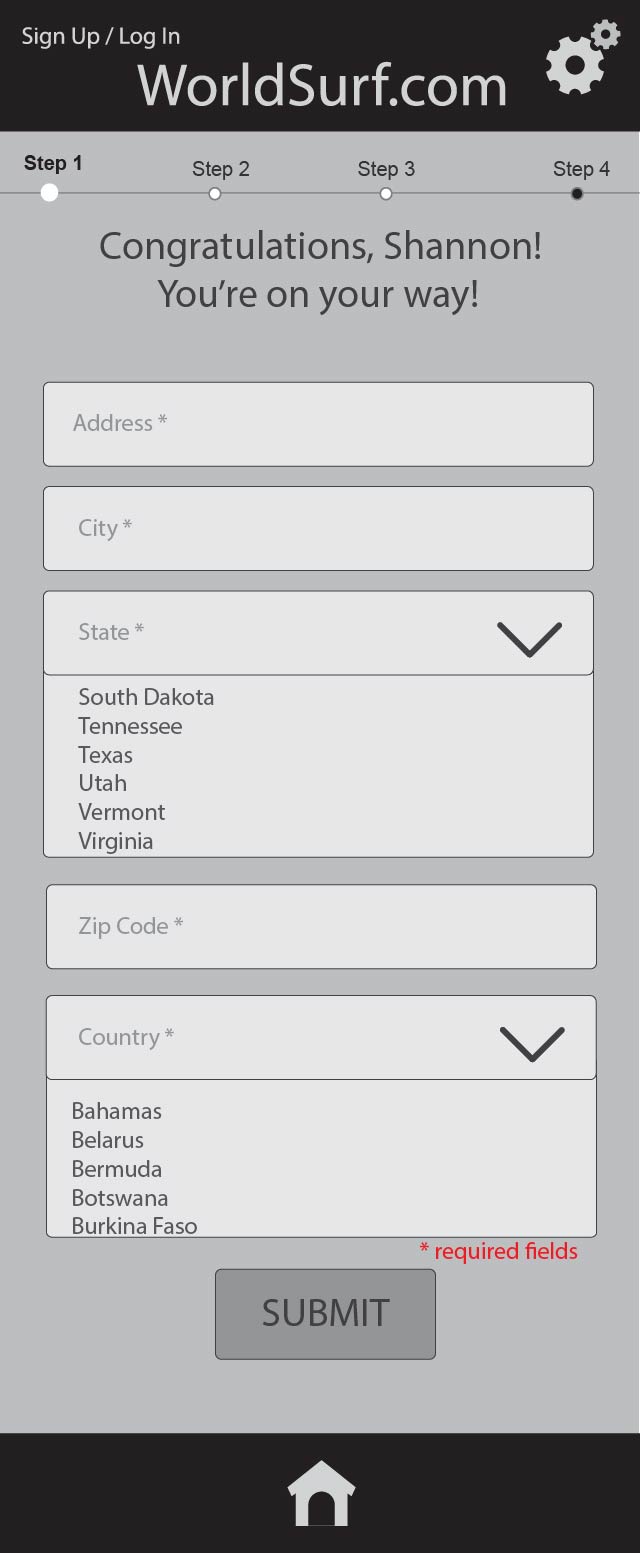 Sign Up / Log In
WorldSurf.com
Step 1
Step 2
Step 3
Step 4
Congratulations, Shannon!
You're on your way!
Address *
City *
State *
South Dakota
Tennessee
Texas
Utah
Vermont
Virginia
Zip Code *
Country *
Bahamas
Belarus
Bermuda
Botswana
Burkina Faso
* required fields
SUBMIT